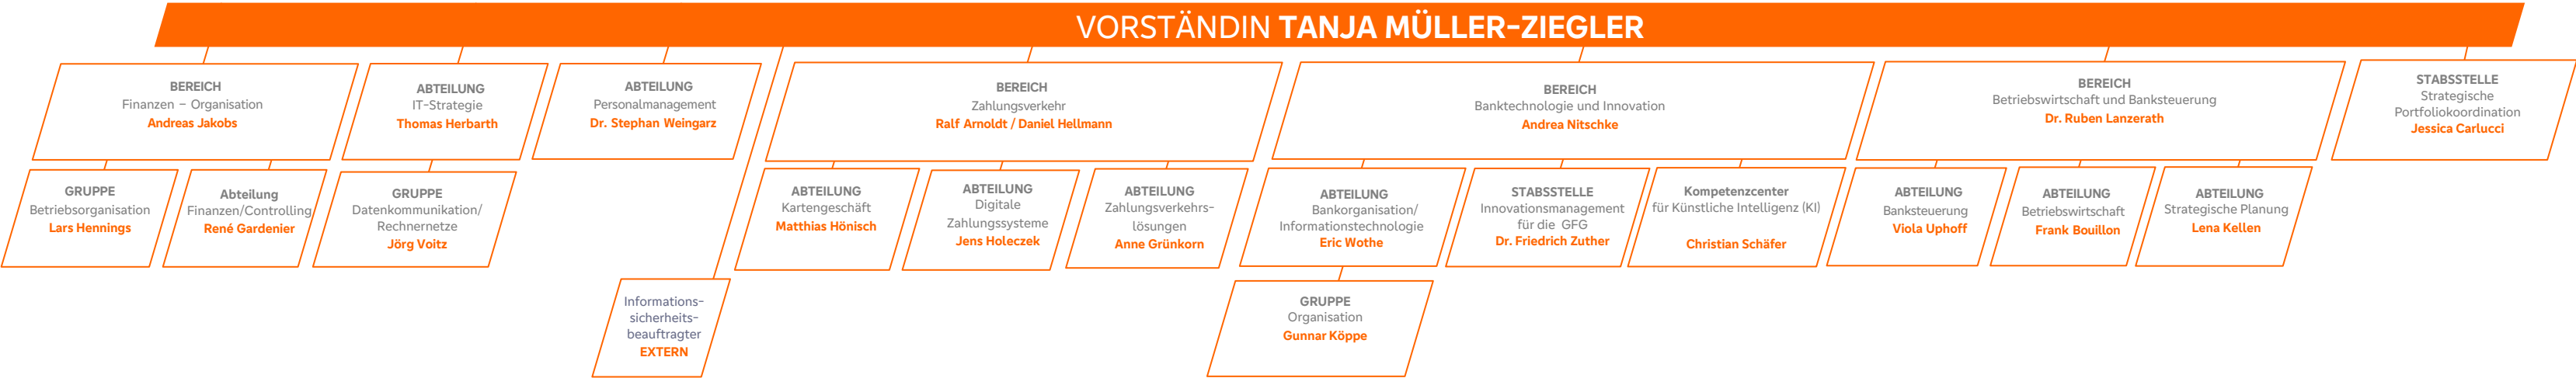 VORSTÄNDIN TANJA MÜLLER-ZIEGLER
BEREICH
Finanzen – Organisation
Andreas Jakobs
ABTEILUNG
IT-Strategie
Thomas Herbarth
ABTEILUNG
Personalmanagement
Dr. Stephan Weingarz
BEREICH
Zahlungsverkehr
Ralf Arnoldt / Daniel Hellmann
BEREICH
Banktechnologie und Innovation
Andrea Nitschke
BEREICH
Betriebswirtschaft und Banksteuerung
Dr. Ruben Lanzerath
STABSSTELLE
Strategische
Portfoliokoordination
Jessica Carlucci
GRUPPE
Betriebsorganisation
Lars Hennings
Abteilung
Finanzen/Controlling
René Gardenier
GRUPPE
Datenkommunikation/
Rechnernetze
Jörg Voitz
ABTEILUNG
Kartengeschäft
Matthias Hönisch
ABTEILUNG
Digitale
Zahlungssysteme
Jens Holeczek
ABTEILUNG
Zahlungsverkehrs-
lösungen
Anne Grünkorn
ABTEILUNG
Bankorganisation/
Informationstechnologie
Eric Wothe
STABSSTELLE
Innovationsmanagement
für die GFG
Dr. Friedrich Zuther
Kompetenzcenter
für Künstliche Intelligenz (KI)
Christian Schäfer
ABTEILUNG
Banksteuerung
Viola Uphoff
ABTEILUNG
Betriebswirtschaft
Frank Bouillon
ABTEILUNG
Strategische Planung
Lena Kellen
Informations-
sicherheits-
beauftragter
EXTERN
GRUPPE
Organisation
Gunnar Köppe